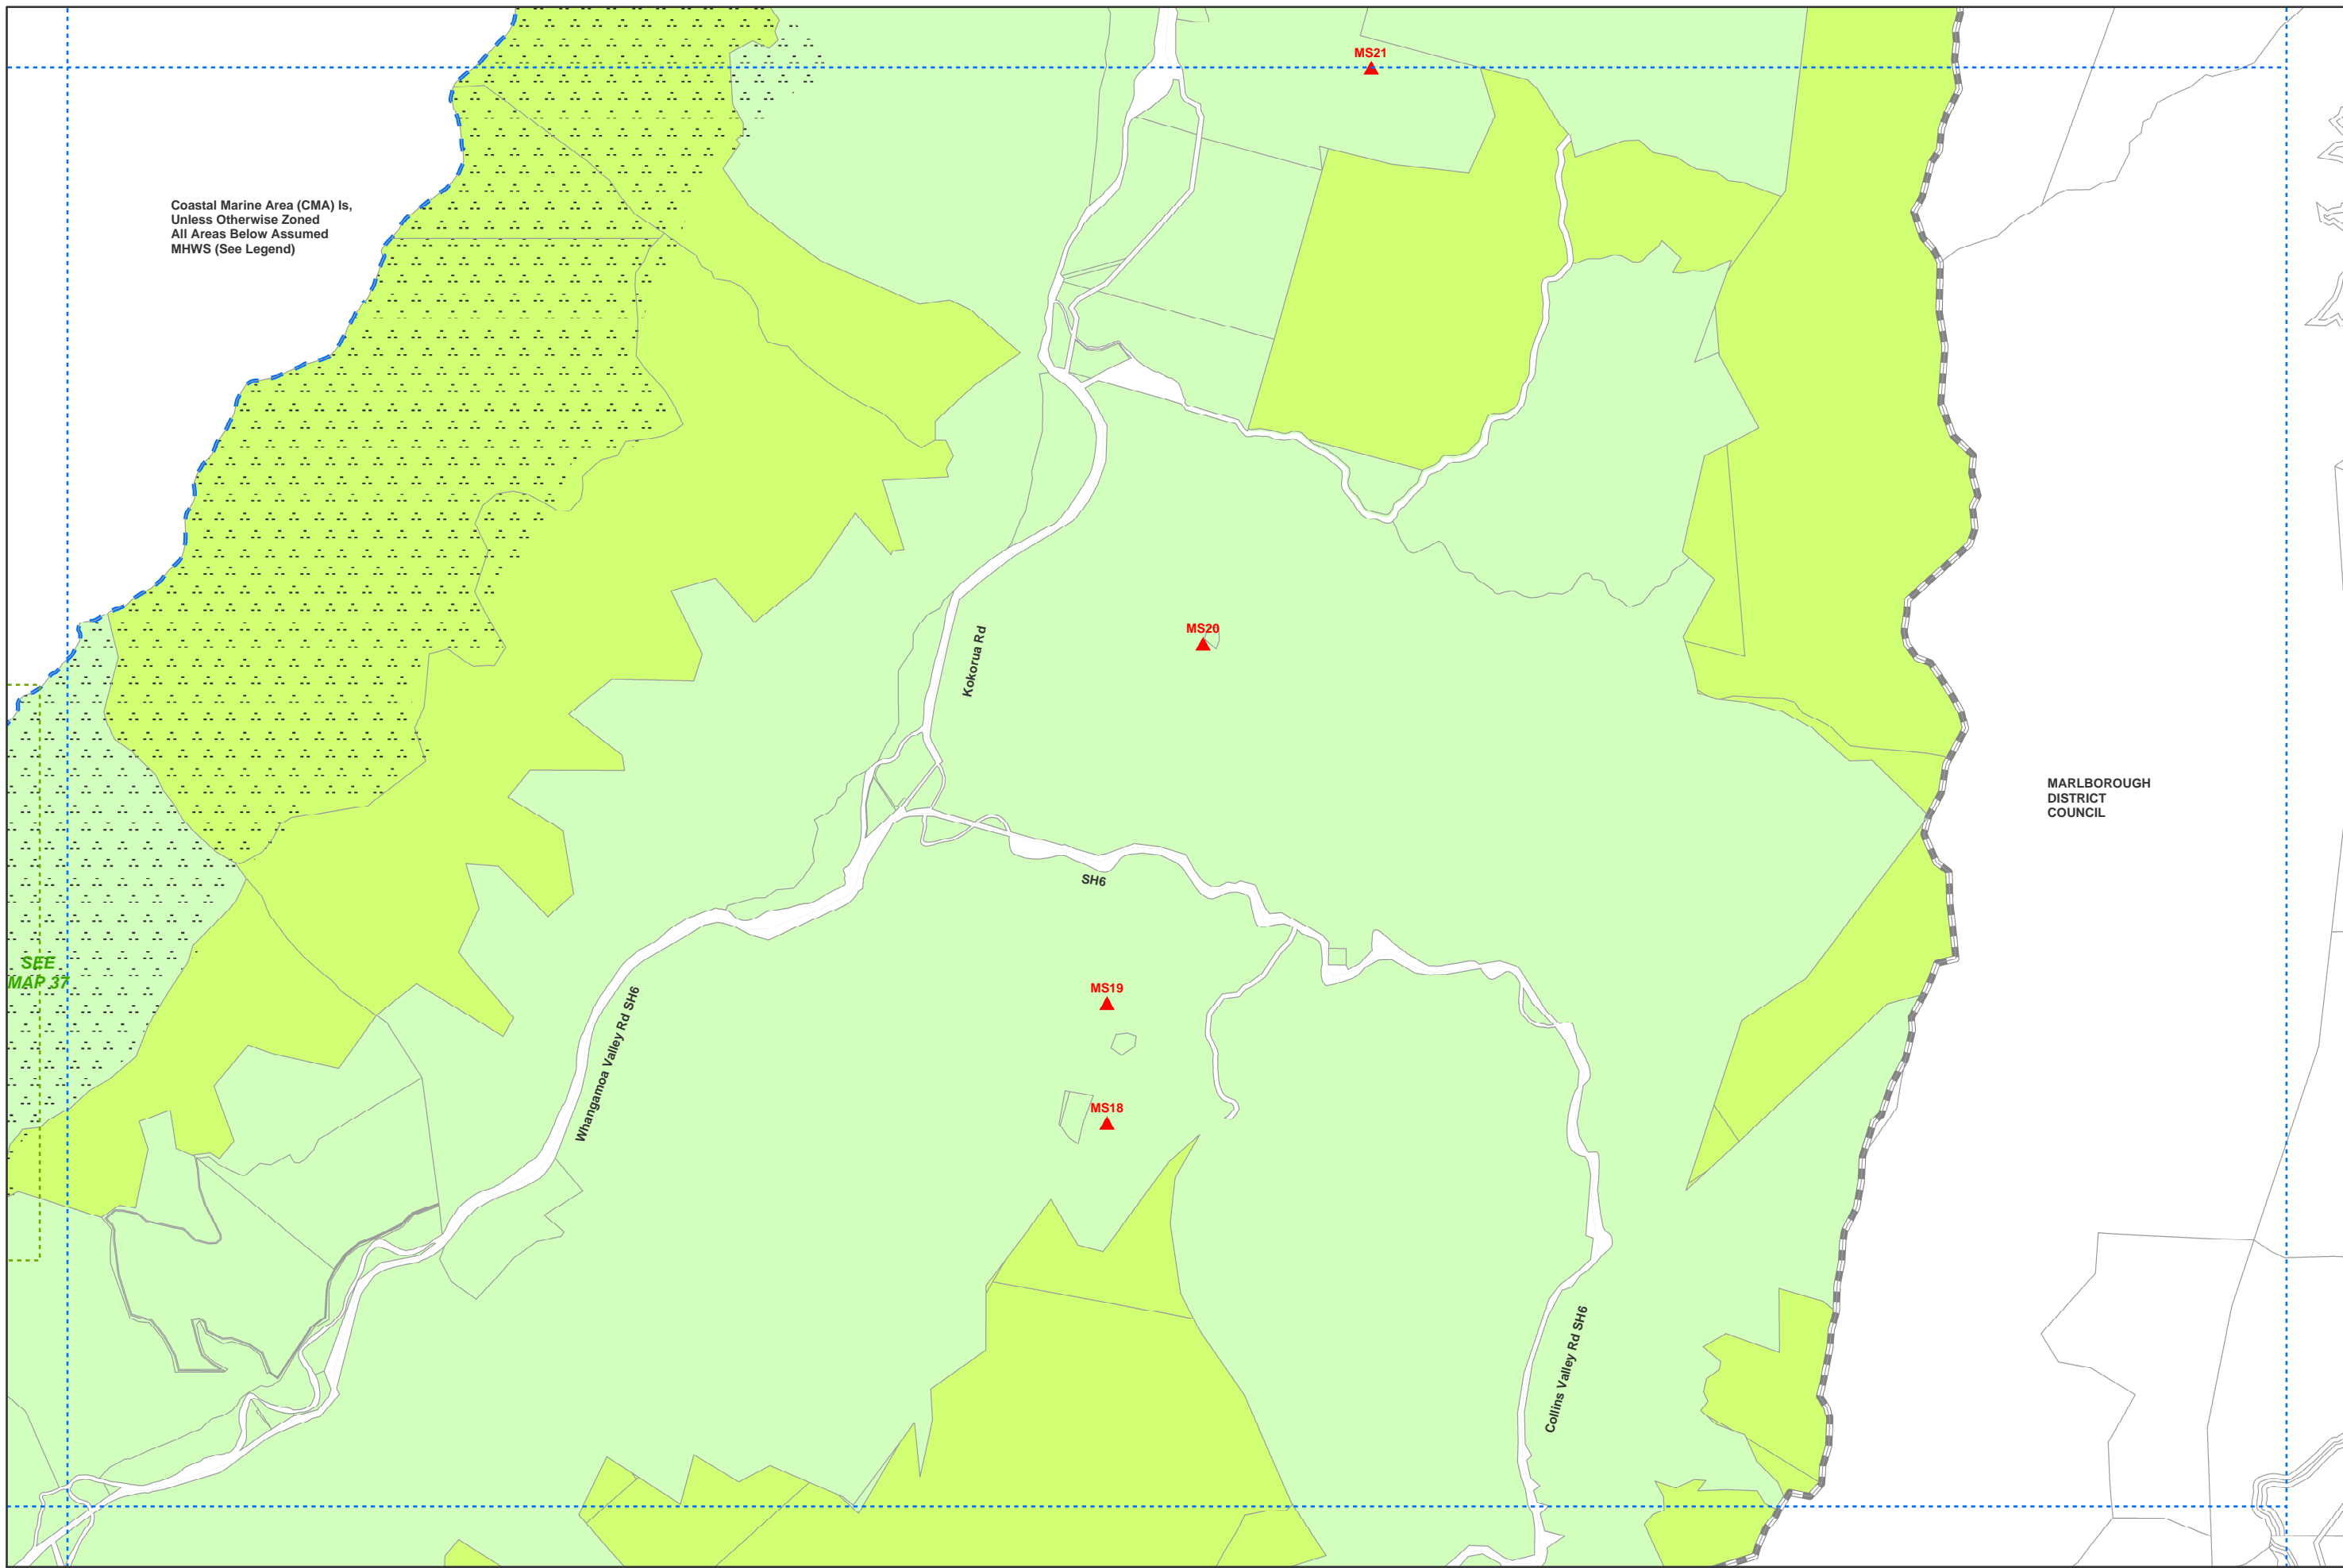 MS21
Coastal Marine Area (CMA) Is,
Unless Otherwise Zoned
All Areas Below Assumed
MHWS (See Legend)
MS20
Kokorua Rd
MARLBOROUGH
DISTRICT
COUNCIL
SH6
SEE
MAP 37
MS19
Whangamoa Valley Rd SH6
MS18
Collins Valley Rd SH6